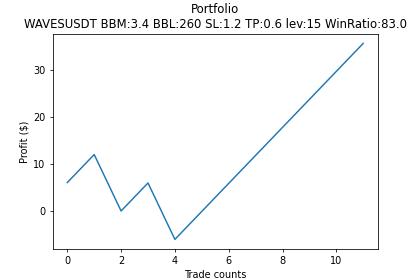 Portfolio
WAVESUSDT BBM:3.4 BBL:260 SL:1.2 TP:0.6 lev:15 WinRatio:83.0
Profit ($)
30
20
10
0
0 2 4 6 8 10
Trade counts